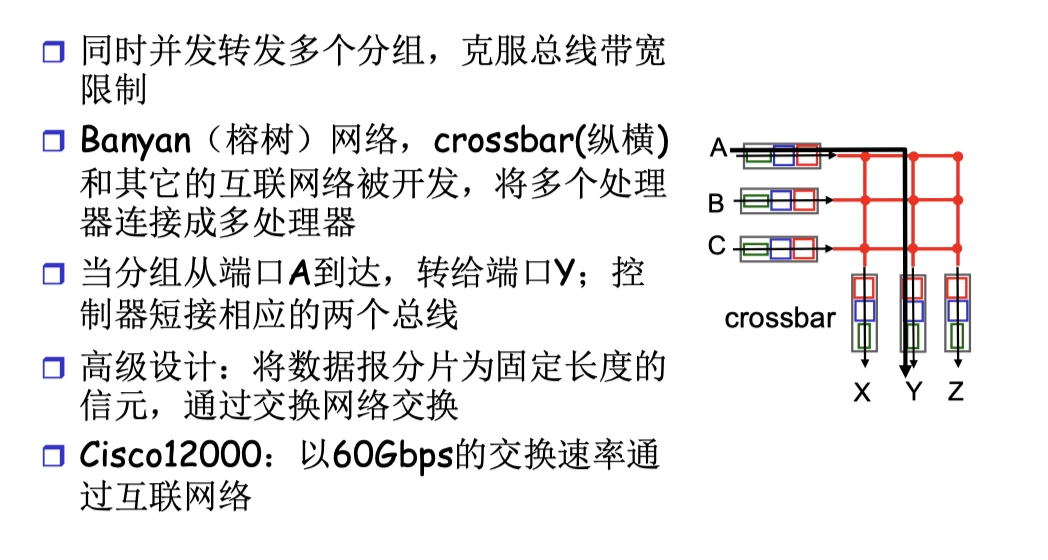 同时并发转发多个分组，克服总线带宽
限制
Banyan（榕树）网络，crossbar(纵横)
和其它的互联网络被开发，将多个处理
器连接成多处理器
当分组从端口A到达，转给端口Y；控
制器短接相应的两个总线
高级设计：将数据报分片为固定长度的
信元，通过交换网络交换
Cisco12000：以60Gbps的交换速率通
过互联网络
A
B
C
crossbar
X Y Z